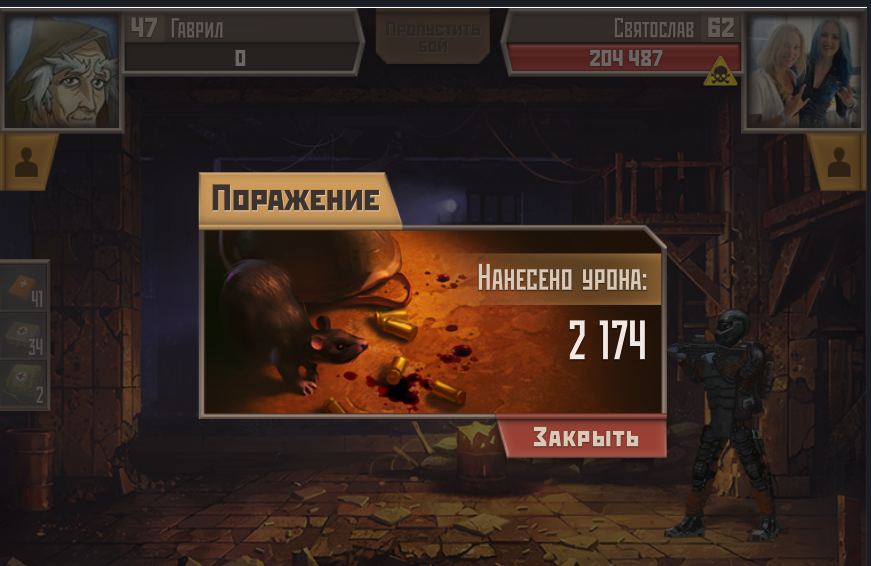 47 Гаврил
0
Пропустить
бой
Святослав 62
204 487
Поражение
Нанесено урона:
2 174
41
34
2
Закрыть